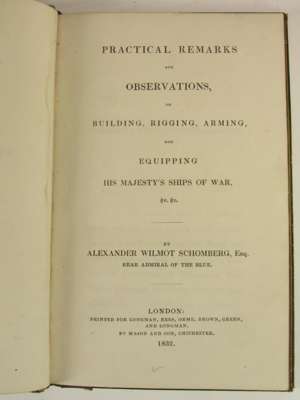 PRACTICAL REMARKS
AND
OBSERVATIONS,
ON
BUILDING, RIGGING, ARMING,
AND
EQUIPPING
HIS MAJESTY'S SHIPS OF WAR,
&c. &c.
BY
ALEXANDER WILMOT SCHOMBERG, Esq.
REAR ADMIRAL OF THE BLUE.
LONDON:
PRINTED FOR LONGMAN, REES, ORME, BROWN, GREEN,
AND LONGMAN,
BY MASON AND SON, CHICHESTER.
1832.